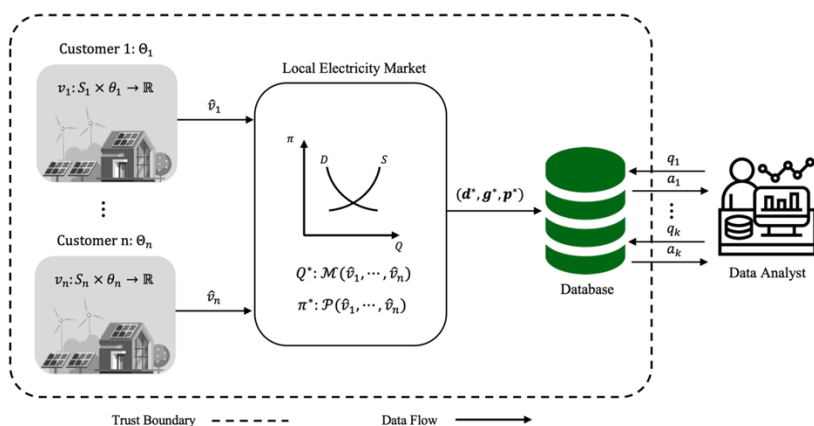 Customer 1: Θ₁
v₁: S₁ × θ₁ → ℝ
v̂₁
⋮
Customer n: Θₙ
vₙ: Sₙ × θₙ → ℝ
v̂ₙ
Local Electricity Market
π
D
S
Q
Q*: ℳ(v̂₁, ⋯, v̂ₙ)
π*: 𝒫(v̂₁, ⋯, v̂ₙ)
(d*, g*, p*)
Database
q₁
a₁
⋮
qₖ
aₖ
Data Analyst
Trust Boundary
Data Flow